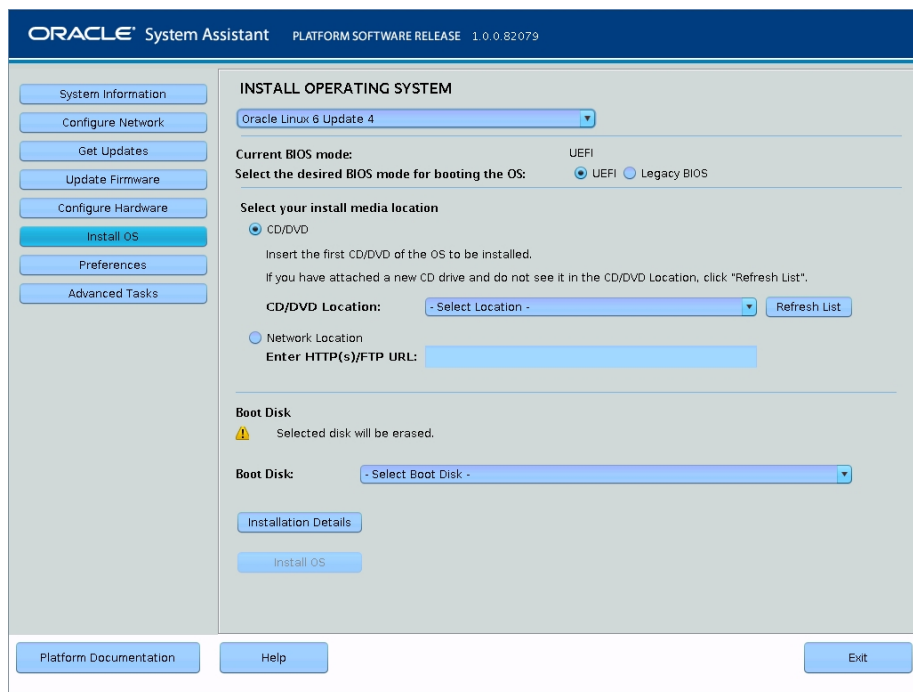 ORACLE System Assistant PLATFORM SOFTWARE RELEASE 1.0.0.82079
System Information
Configure Network
Get Updates
Update Firmware
Configure Hardware
Install OS
Preferences
Advanced Tasks
INSTALL OPERATING SYSTEM
Oracle Linux 6 Update 4
Current BIOS mode: UEFI
Select the desired BIOS mode for booting the OS: UEFI Legacy BIOS
Select your install media location
CD/DVD
Insert the first CD/DVD of the OS to be installed.
If you have attached a new CD drive and do not see it in the CD/DVD Location, click "Refresh List".
CD/DVD Location: - Select Location - Refresh List
Network Location
Enter HTTP(s)/FTP URL:
Boot Disk
Selected disk will be erased.
Boot Disk: - Select Boot Disk -
Installation Details
Install OS
Platform Documentation Help Exit